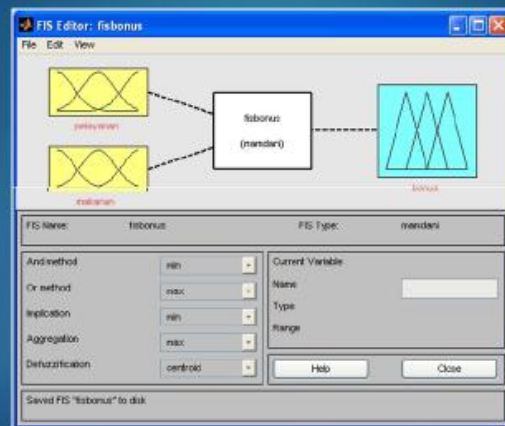 FIS Editor: fisbonus
File Edit View
pelayanan
makanan
fisbonus
(mamdani)
bonus
FIS Name: fisbonus FIS Type: mamdani
And method min
Or method max
Implication min
Aggregation max
Defuzzification centroid
Current Variable
Name
Type
Range
Help Close
Saved FIS "fisbonus" to disk